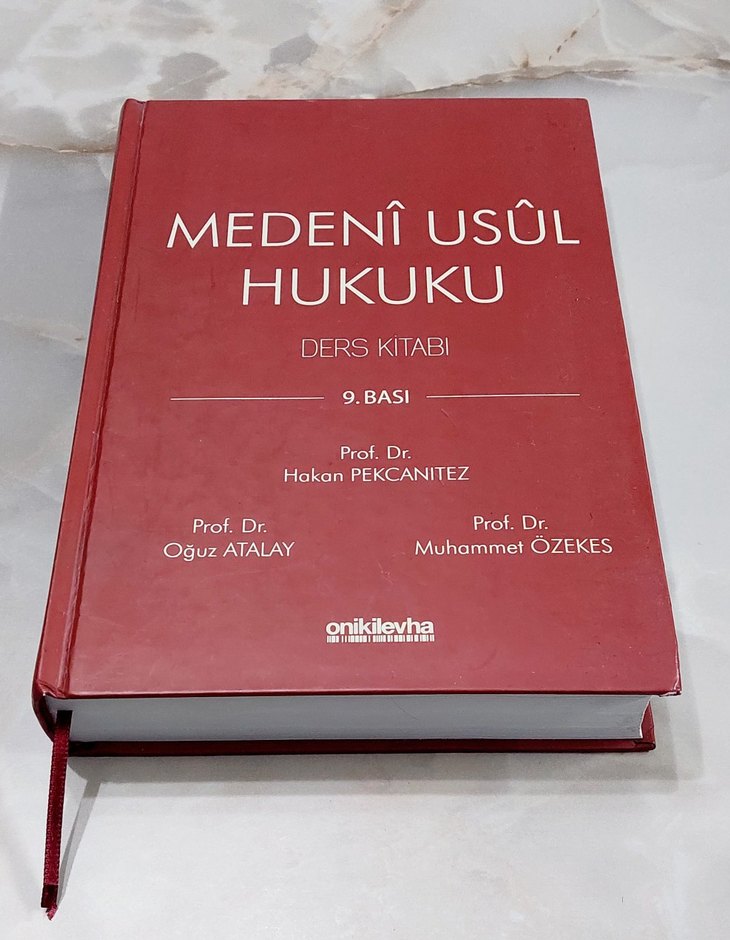 MEDENÎ USÛL
HUKUKU
DERS KİTABI
9. BASI
Prof. Dr.
Hakan PEKCANITEZ
Prof. Dr.
Oğuz ATALAY
Prof. Dr.
Muhammet ÖZEKES
onikilevha